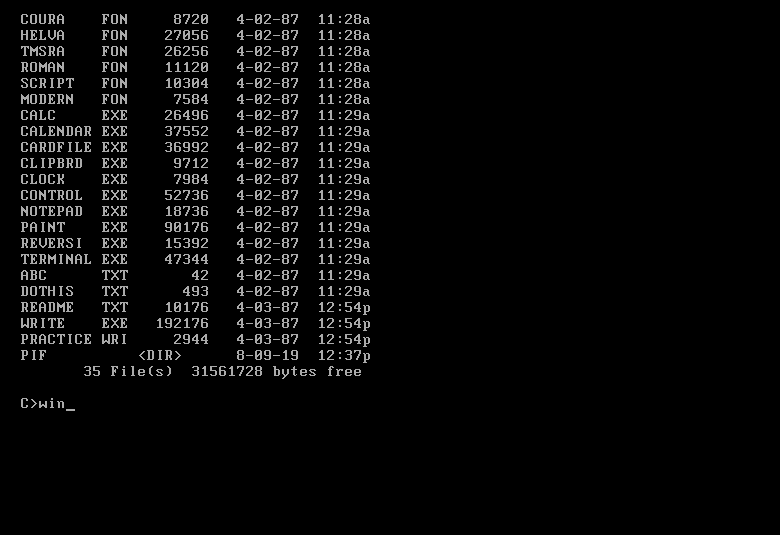 COURA    FON     8720   4-02-87  11:28a
HELVA    FON    27056   4-02-87  11:28a
TMSRA    FON    26256   4-02-87  11:28a
ROMAN    FON    11120   4-02-87  11:28a
SCRIPT   FON    10304   4-02-87  11:28a
MODERN   FON     7584   4-02-87  11:28a
CALC     EXE    26496   4-02-87  11:29a
CALENDAR EXE    37552   4-02-87  11:29a
CARDFILE EXE    36992   4-02-87  11:29a
CLIPBRD  EXE     9712   4-02-87  11:29a
CLOCK    EXE     7984   4-02-87  11:29a
CONTROL  EXE    52736   4-02-87  11:29a
NOTEPAD  EXE    18736   4-02-87  11:29a
PAINT    EXE    90176   4-02-87  11:29a
REVERSI  EXE    15392   4-02-87  11:29a
TERMINAL EXE    47344   4-02-87  11:29a
ABC      TXT       42   4-02-87  11:29a
DOTHIS   TXT      493   4-02-87  11:29a
README   TXT    10176   4-03-87  12:54p
WRITE    EXE   192176   4-03-87  12:54p
PRACTICE WRI     2944   4-03-87  12:54p
PIF          <DIR>      8-09-19  12:37p
       35 File(s)  31561728 bytes free
C>win_